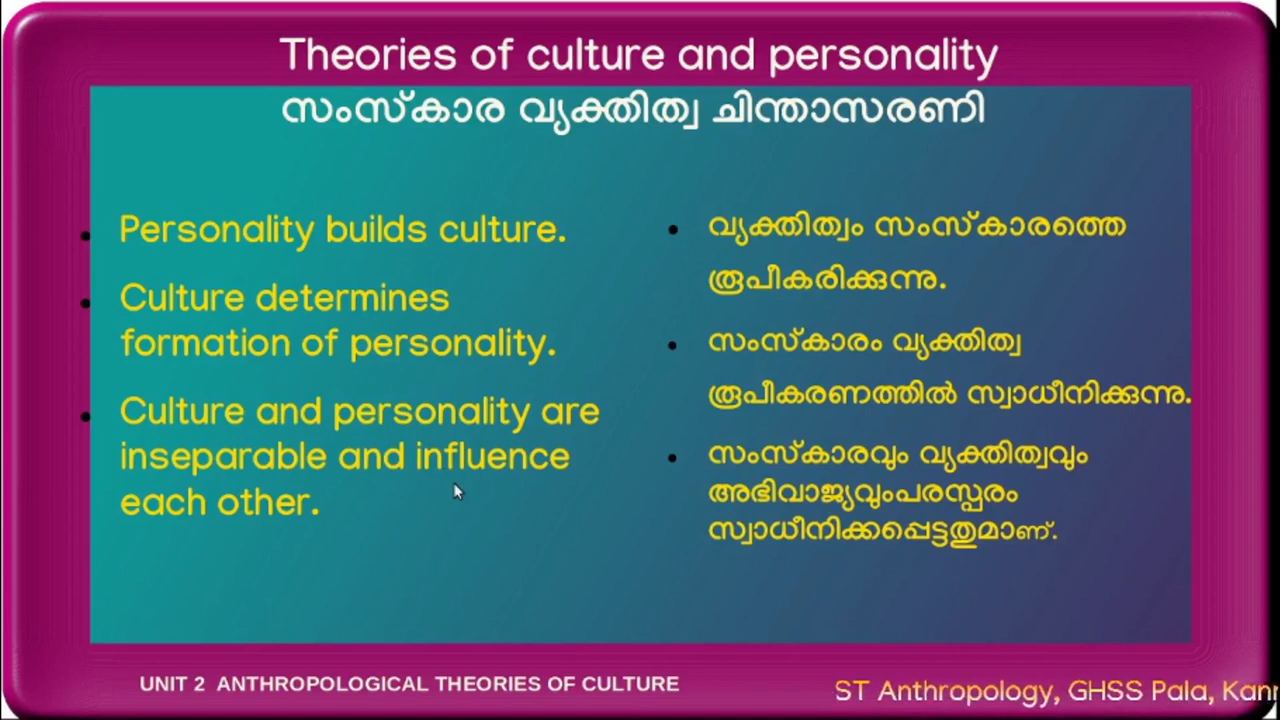 Theories of culture and personality
സംസ്കാര വ്യക്തിത്വ ചിന്താസരണി
Personality builds culture.
Culture determines
formation of personality.
Culture and personality are
inseparable and influence
each other.
വ്യക്തിത്വം സംസ്കാരത്തെ
രൂപീകരിക്കുന്നു.
സംസ്കാരം വ്യക്തിത്വ
രൂപീകരണത്തിൽ സ്വാധീനിക്കുന്നു.
സംസ്കാരവും വ്യക്തിത്വവും
അഭിവാജ്യവുംപരസ്പരം
സ്വാധീനിക്കപ്പെട്ടതുമാണ്.
UNIT 2 ANTHROPOLOGICAL THEORIES OF CULTURE
ST Anthropology, GHSS Pala,